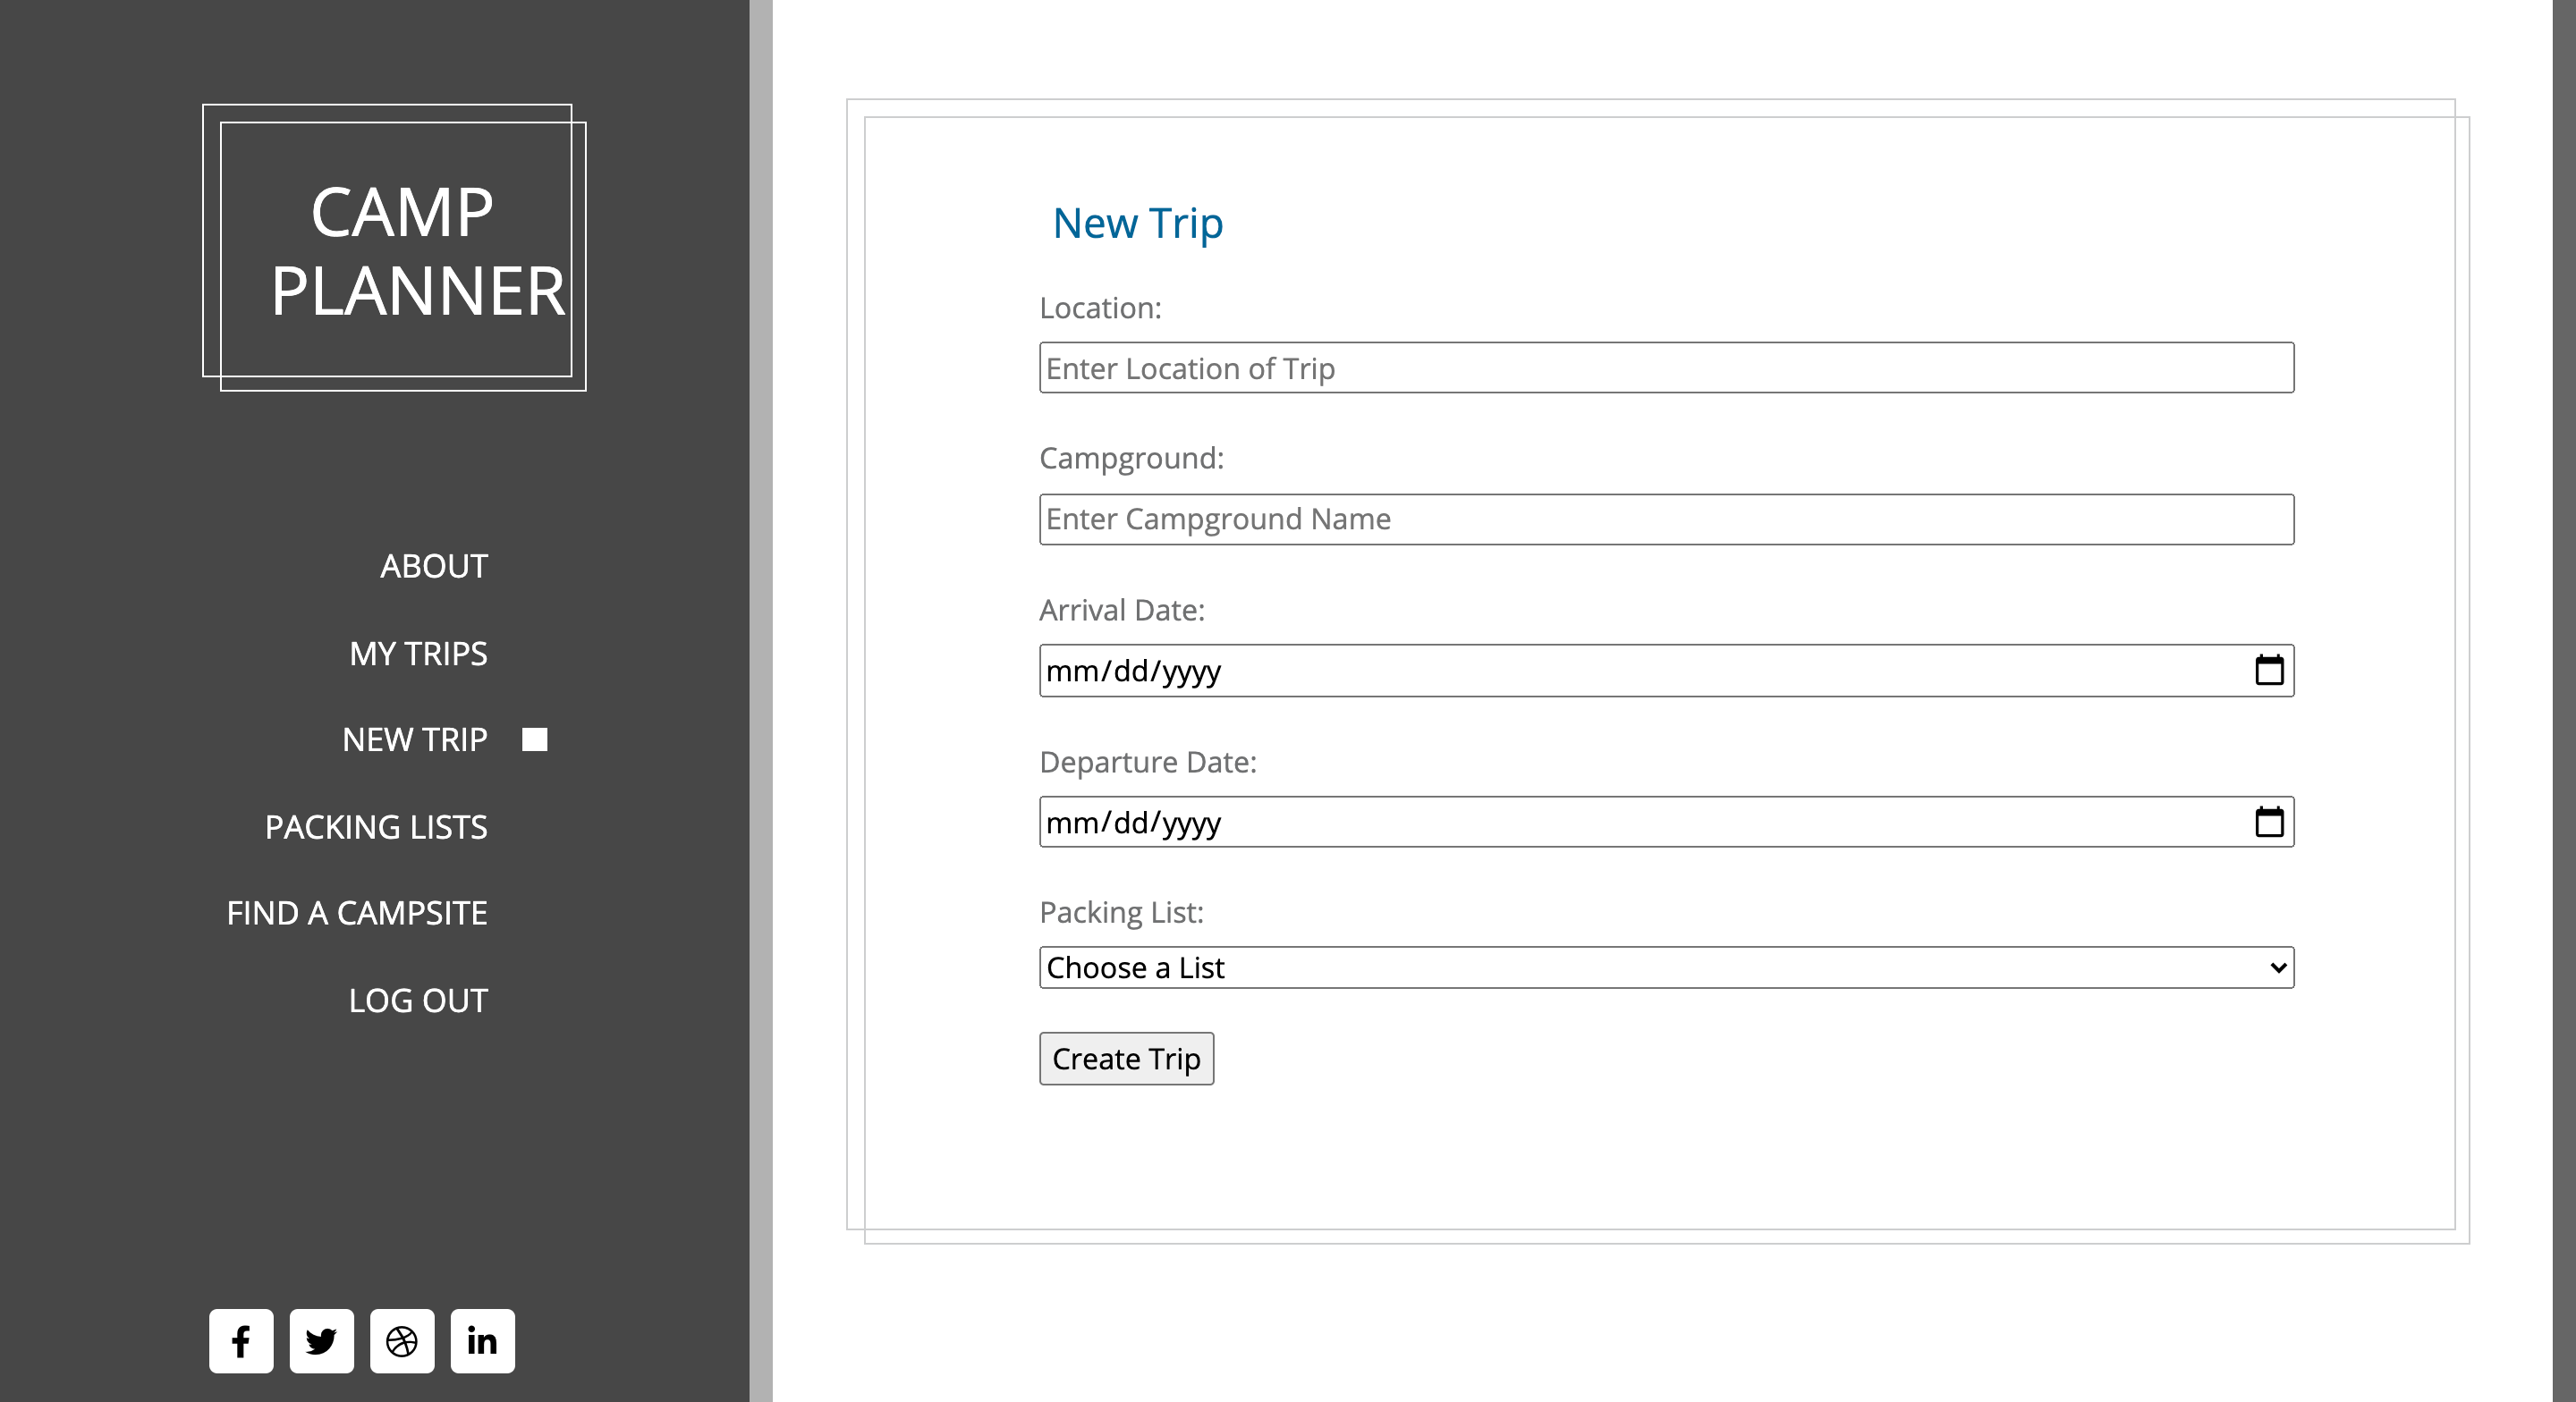 CAMP
PLANNER
ABOUT
MY TRIPS
NEW TRIP
PACKING LISTS
FIND A CAMPSITE
LOG OUT
New Trip
Location:
Enter Location of Trip
Campground:
Enter Campground Name
Arrival Date:
mm/dd/yyyy
Departure Date:
mm/dd/yyyy
Packing List:
Choose a List
Create Trip